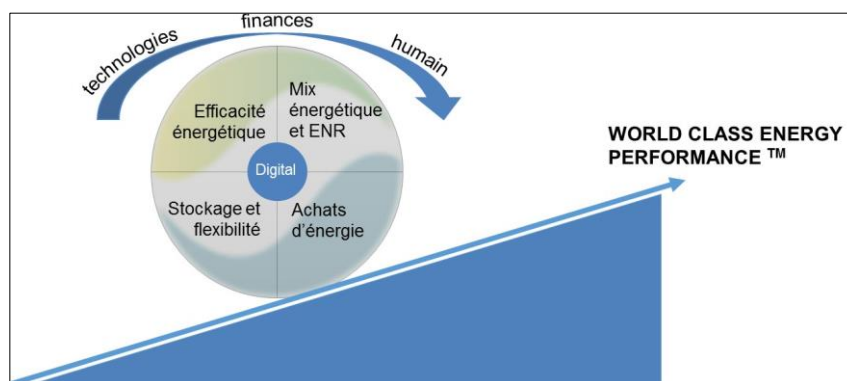 technologies
finances
humain
Efficacité
énergétique
Mix
énergétique
et ENR
Digital
Stockage et
flexibilité
Achats
d’énergie
WORLD CLASS ENERGY
PERFORMANCE TM